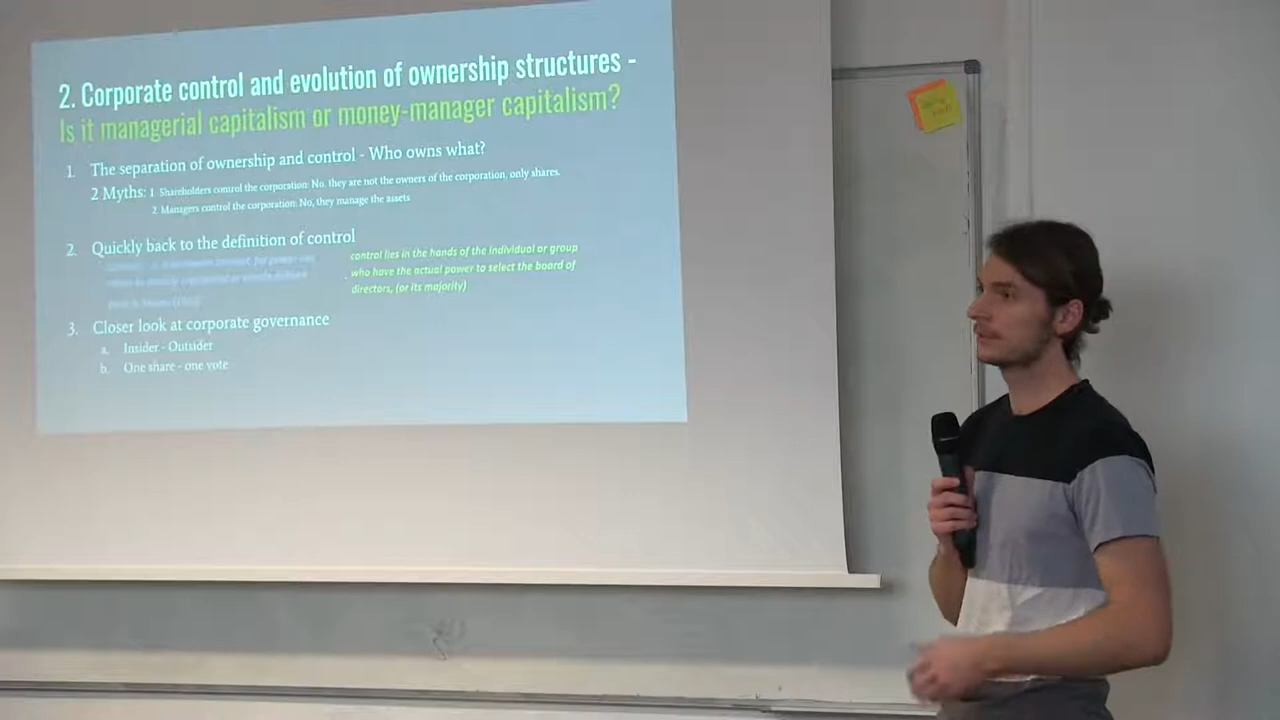 2. Corporate control and evolution of ownership structures -
Is it managerial capitalism or money-manager capitalism?
1. The separation of ownership and control - Who owns what?
2 Myths: 1. Shareholders control the corporation: No, they are not the owners of the corporation, only shares.
2. Managers control the corporation: No, they manage the assets
2. Quickly back to the definition of control
control lies in the hands of the individual or group
who have the actual power to select the board of
directors, (or its majority)
3. Closer look at corporate governance
a. Insider - Outsider
b. One share - one vote